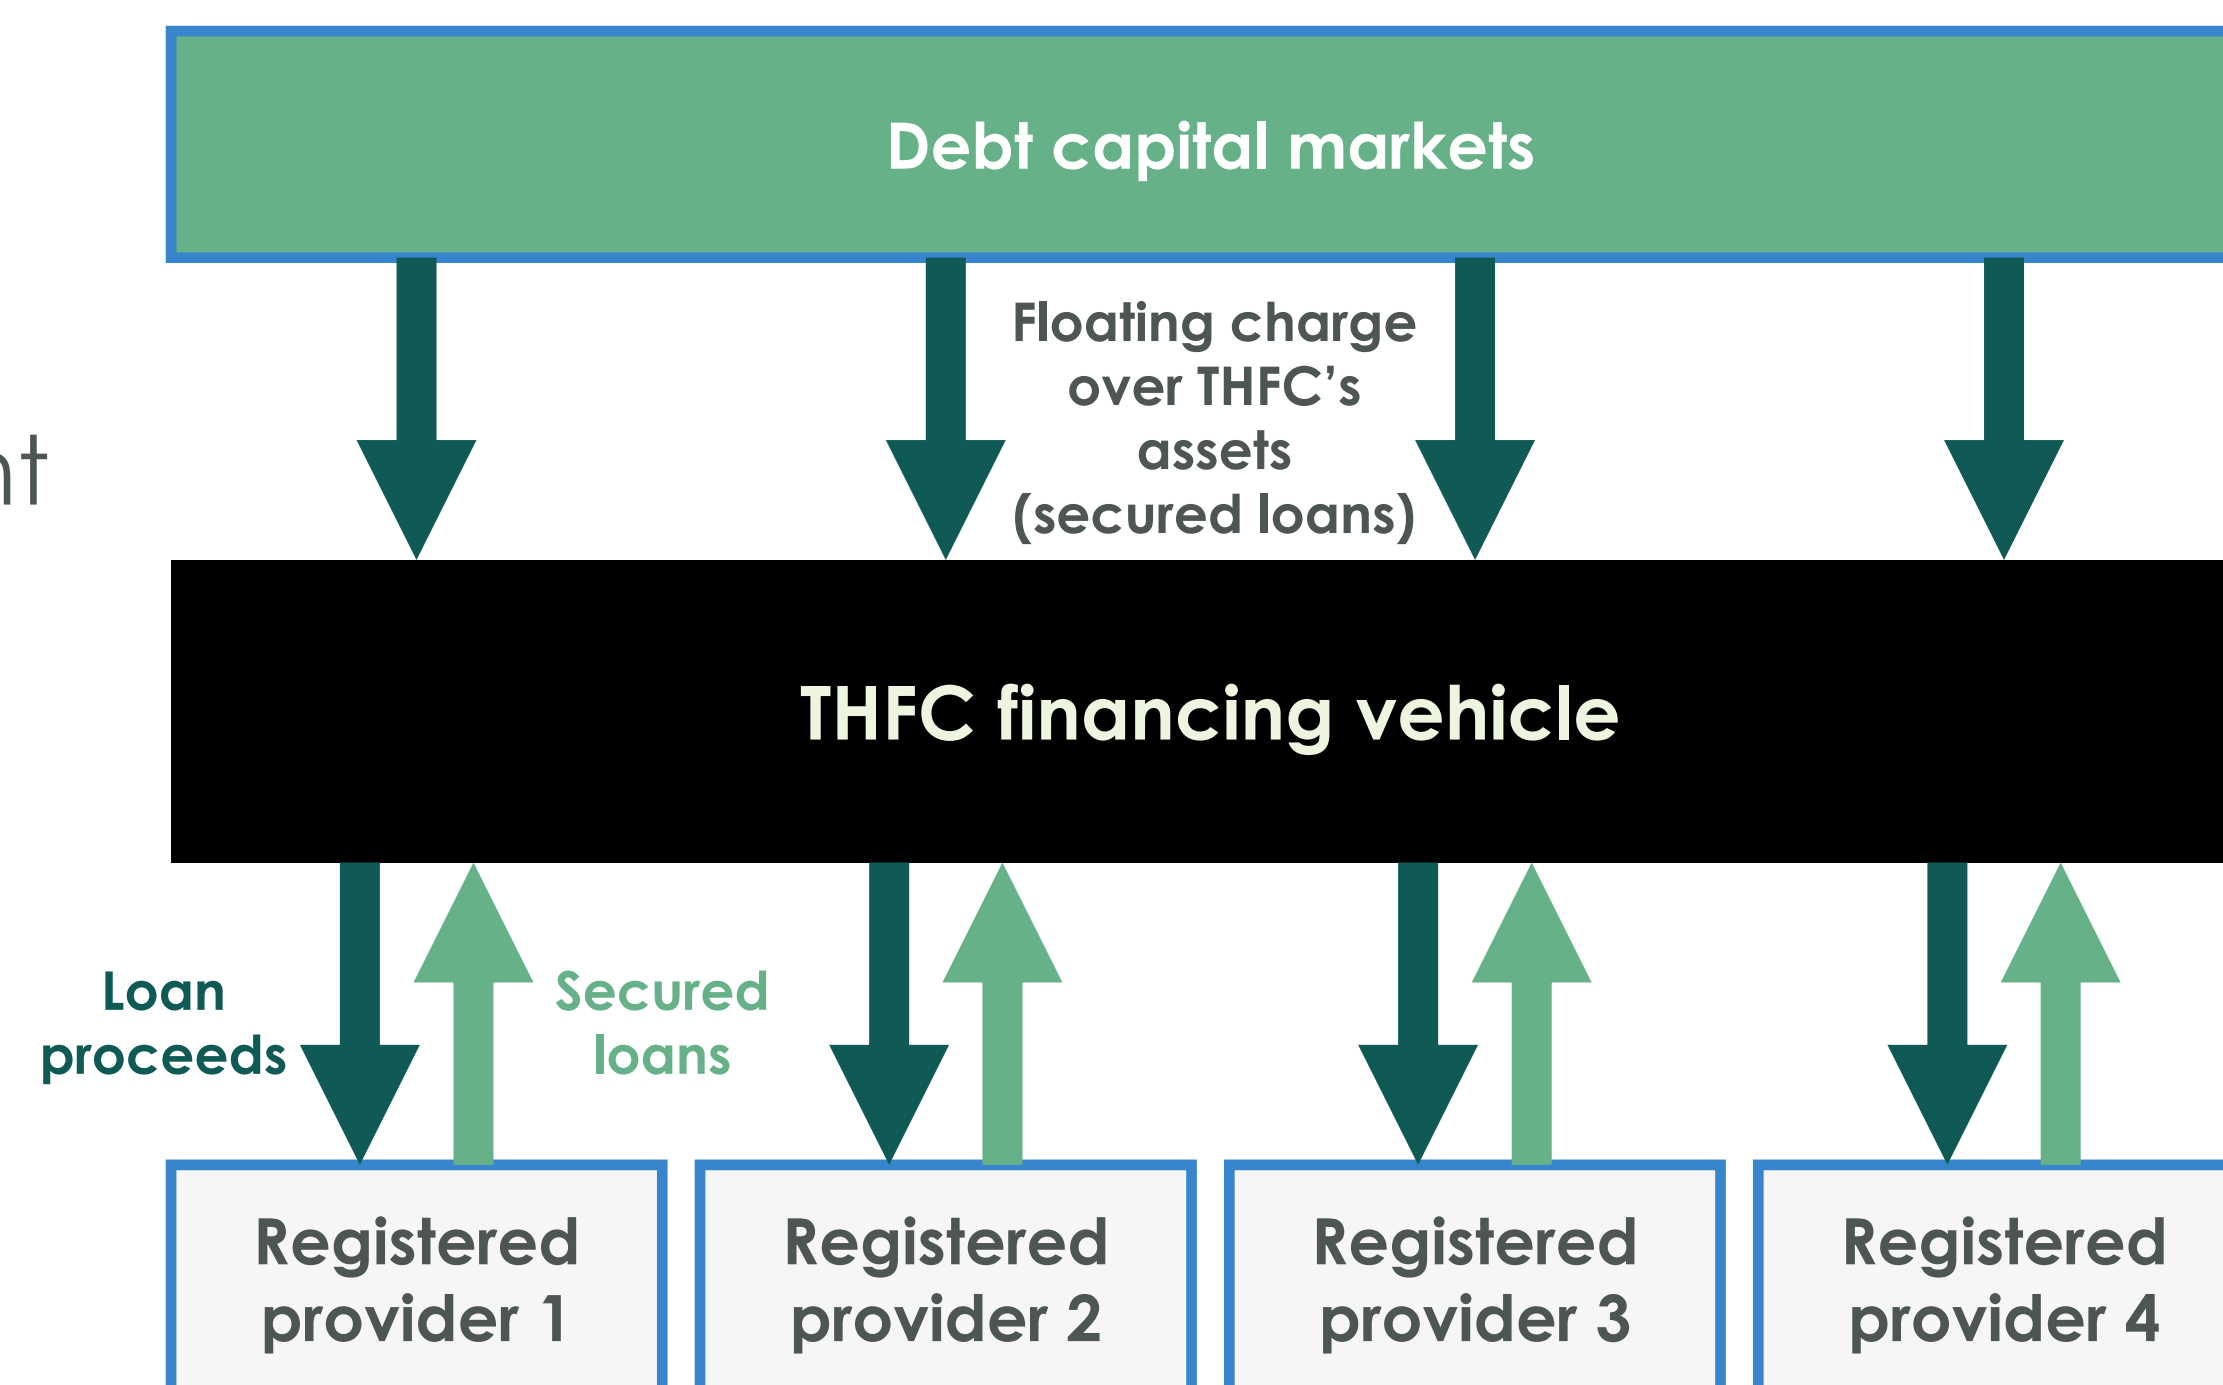 Debt capital markets
Floating charge
over THFC’s
assets
(secured loans)
THFC financing vehicle
Loan
proceeds
Secured
loans
Registered
provider 1
Registered
provider 2
Registered
provider 3
Registered
provider 4